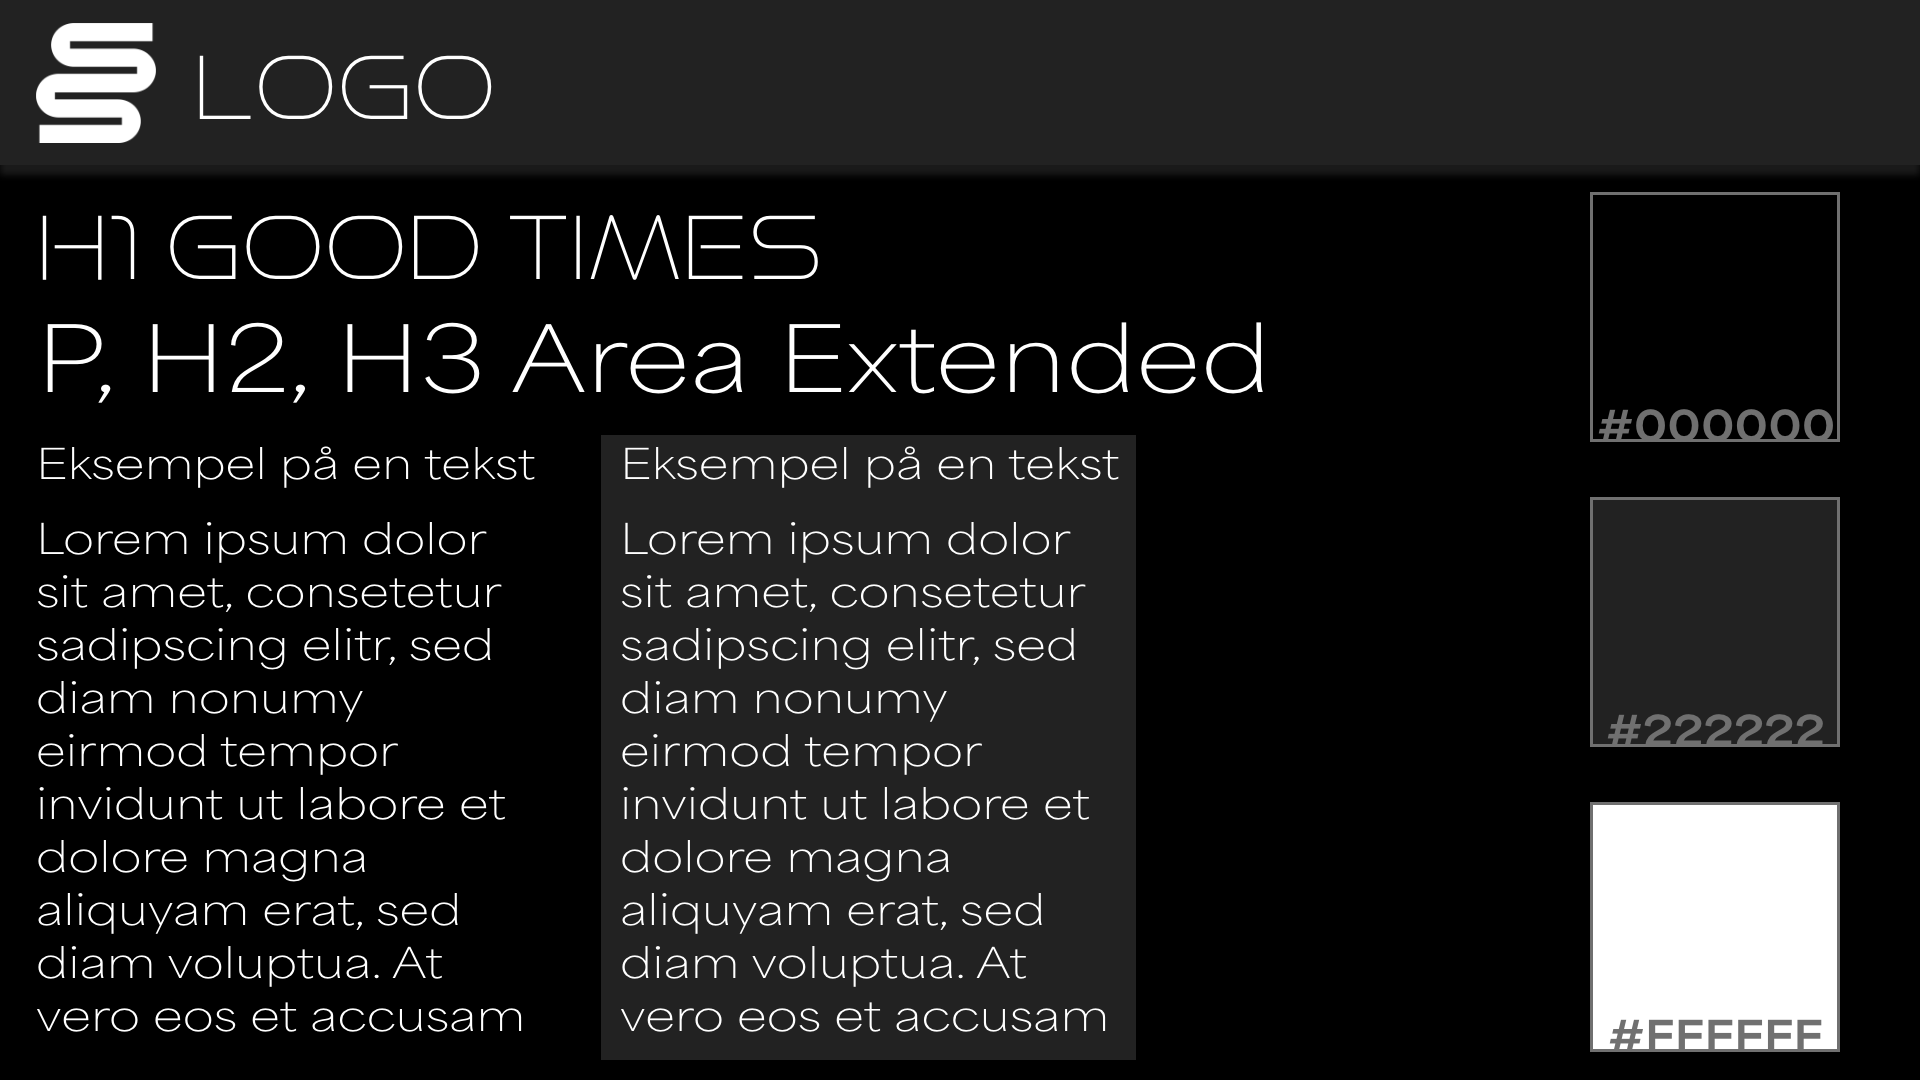 LOGO
H1 GOOD TIMES
P, H2, H3 Area Extended
Eksempel på en tekst
Lorem ipsum dolor
sit amet, consetetur
sadipscing elitr, sed
diam nonumy
eirmod tempor
invidunt ut labore et
dolore magna
aliquyam erat, sed
diam voluptua. At
vero eos et accusam
Eksempel på en tekst
Lorem ipsum dolor
sit amet, consetetur
sadipscing elitr, sed
diam nonumy
eirmod tempor
invidunt ut labore et
dolore magna
aliquyam erat, sed
diam voluptua. At
vero eos et accusam
#000000
#222222
#FFFFFF